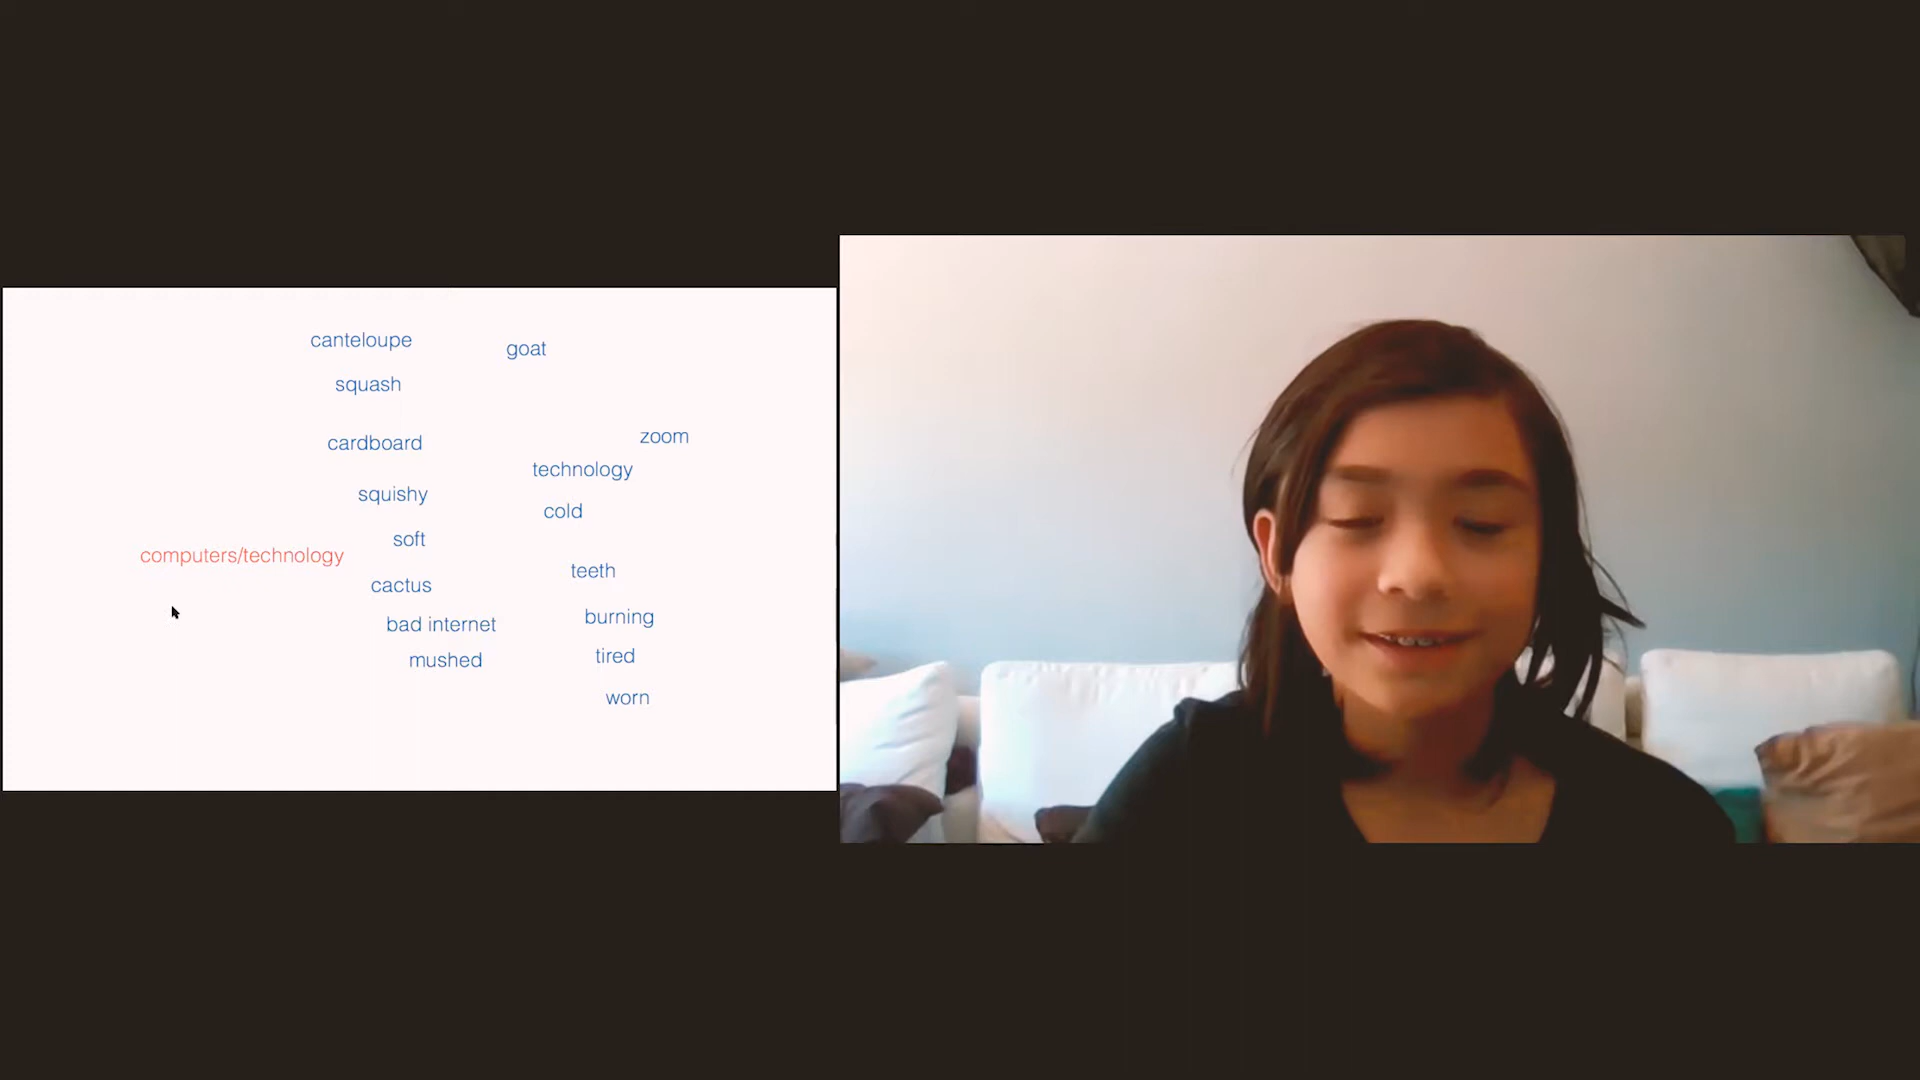 canteloupe
goat
squash
cardboard
zoom
technology
squishy
cold
soft
computers/technology
teeth
cactus
burning
bad internet
tired
mushed
worn